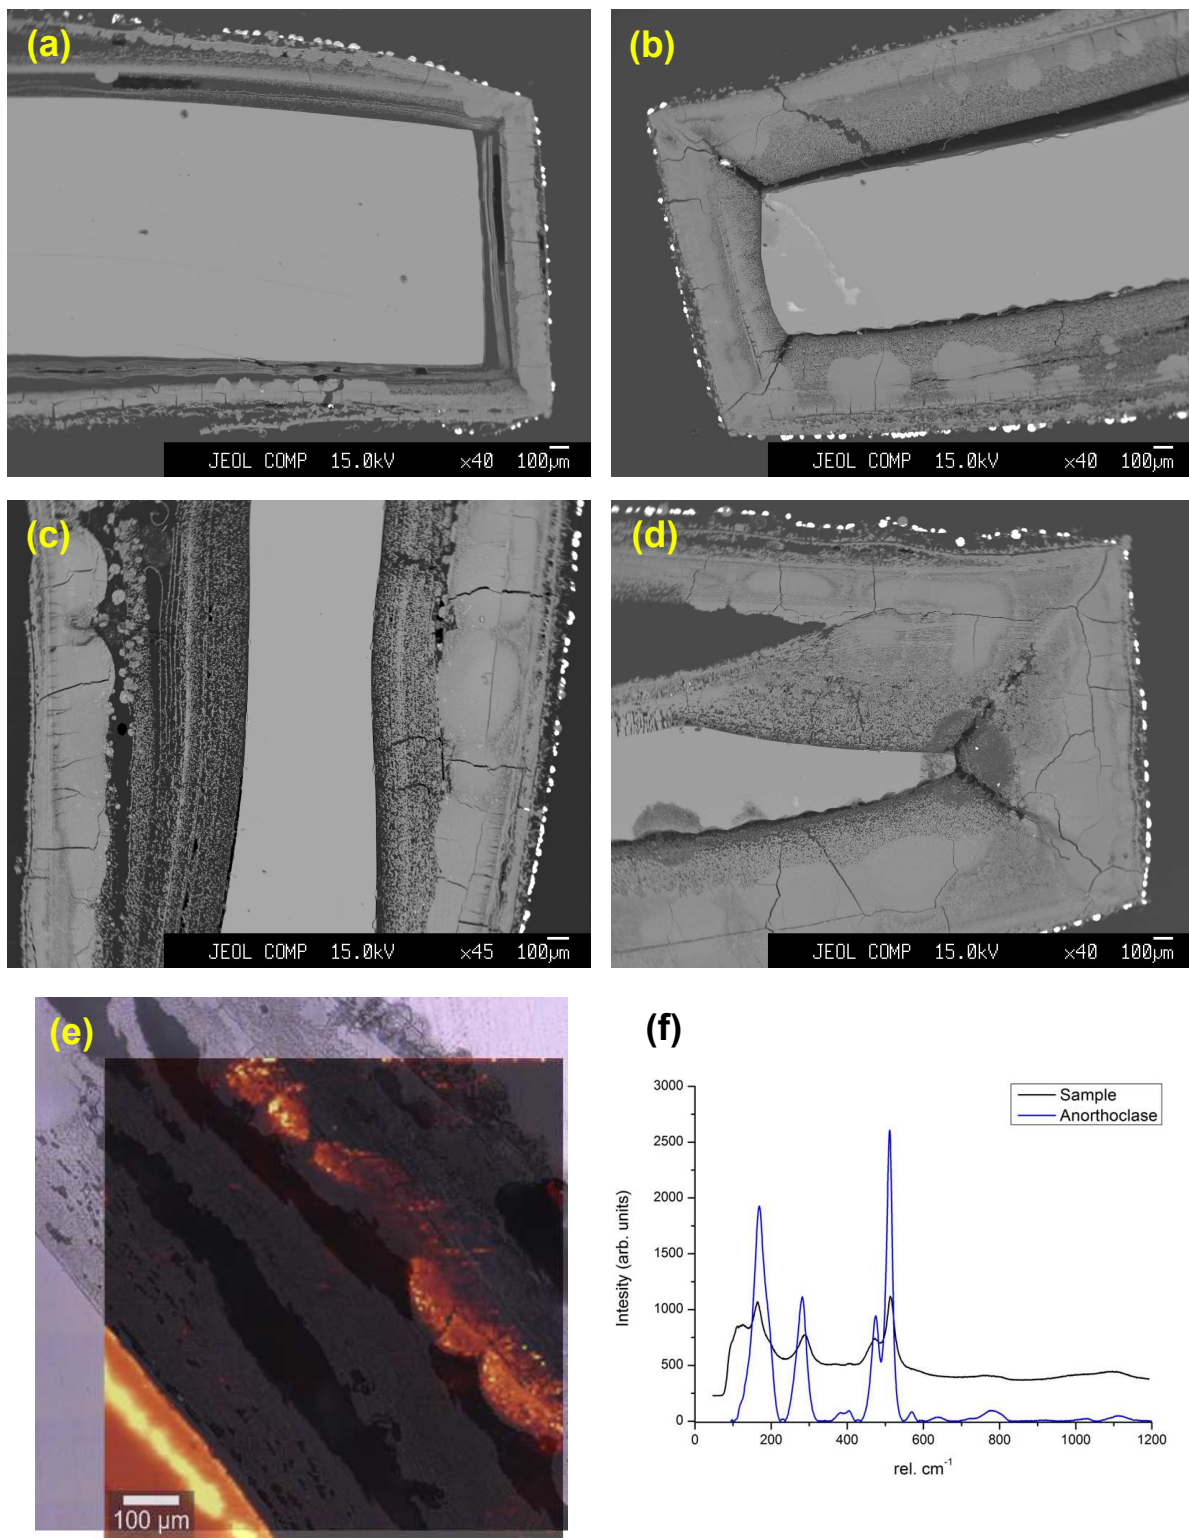 (a)
JEOL COMP 15.0kV ×40 100µm
(b)
JEOL COMP 15.0kV ×40 100µm
(c)
JEOL COMP 15.0kV ×45 100µm
(d)
JEOL COMP 15.0kV ×40 100µm
(e)
100 µm
(f)
Sample
Anorthoclase
Intesity (arb. units)
3000
2500
2000
1500
1000
500
0
0 200 400 600 800 1000 1200
rel. cm⁻¹